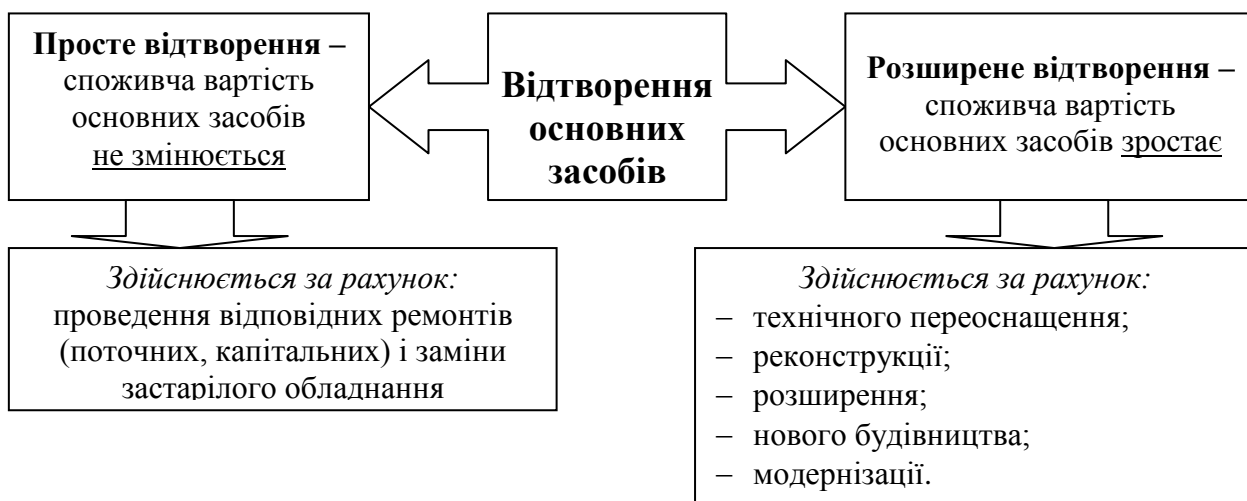 Просте відтворення –
споживча вартість
основних засобів
не змінюється
Відтворення
основних
засобів
Розширене відтворення –
споживча вартість
основних засобів зростає
Здійснюється за рахунок:
проведення відповідних ремонтів
(поточних, капітальних) і заміни
застарілого обладнання
Здійснюється за рахунок:
– технічного переоснащення;
– реконструкції;
– розширення;
– нового будівництва;
– модернізації.